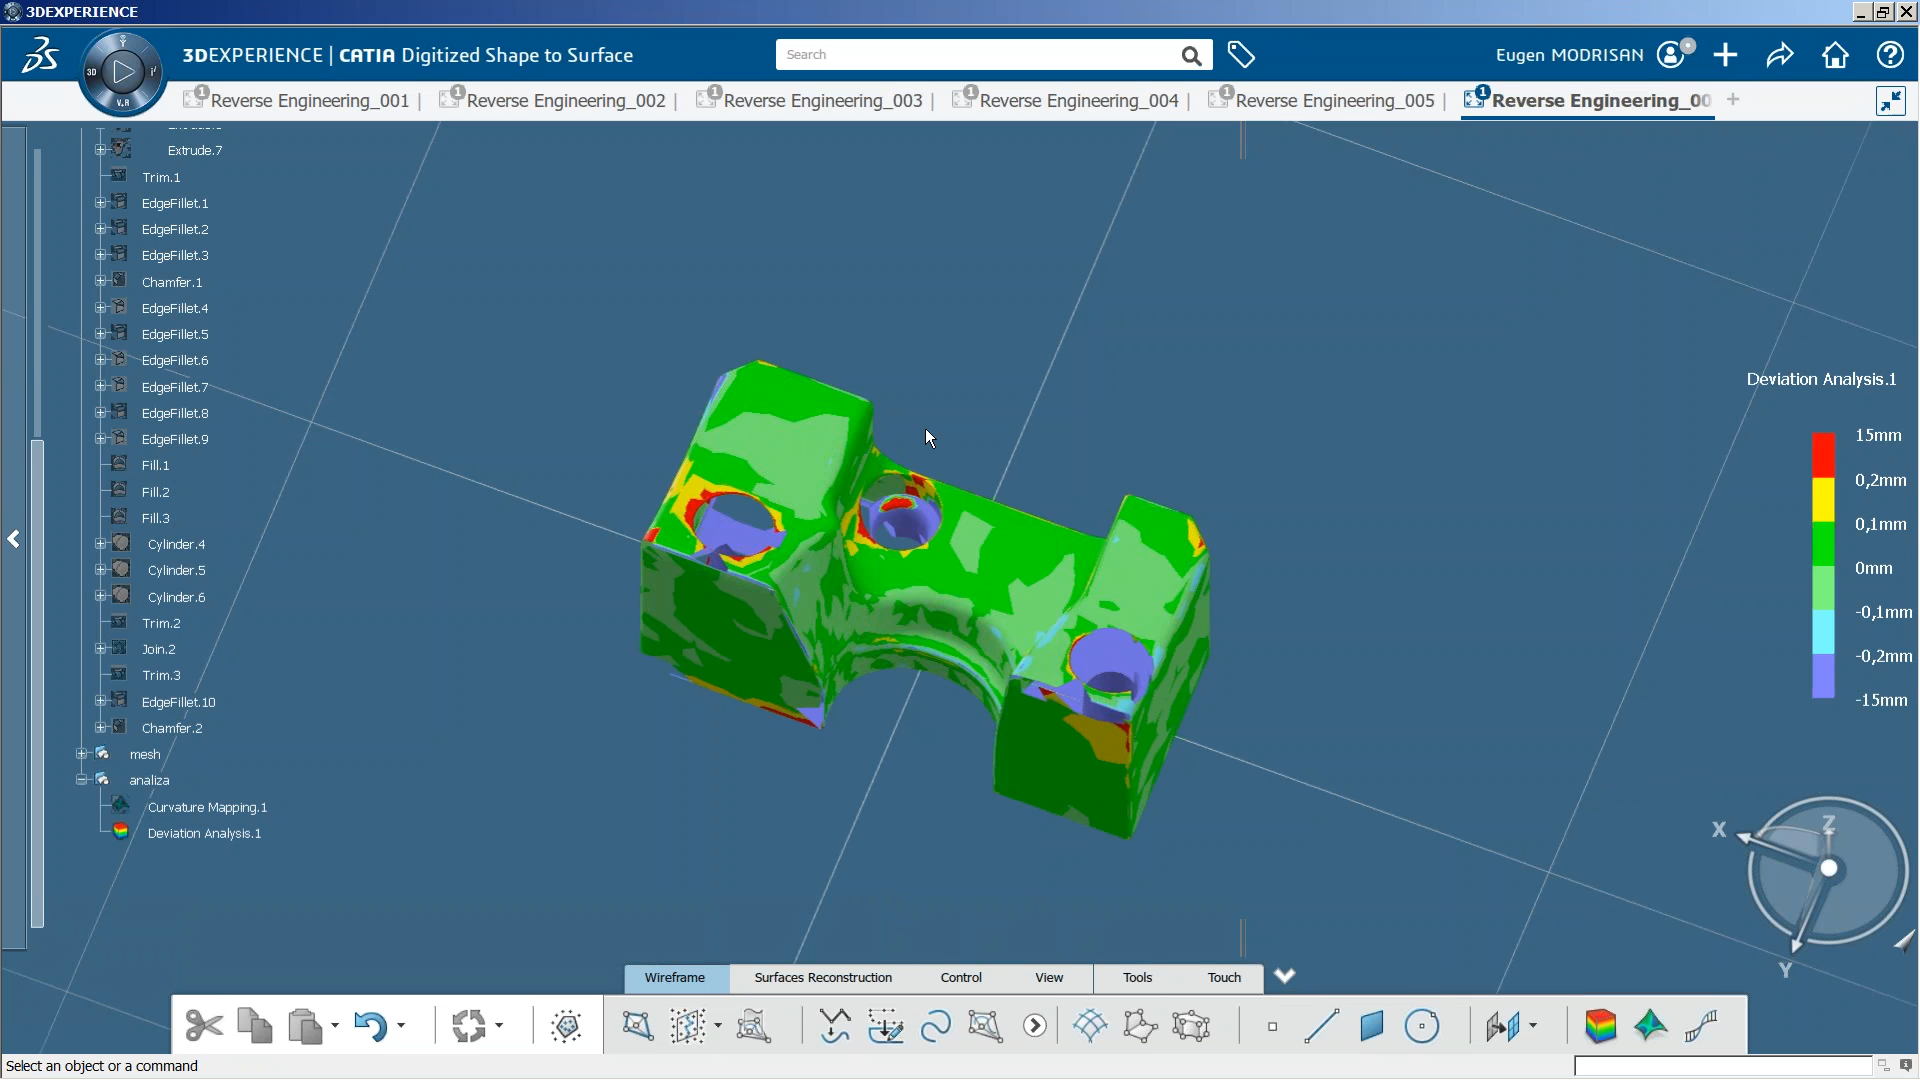 3DEXPERIENCE
3DEXPERIENCE | CATIA Digitized Shape to Surface
Search
Eugen MODRISAN
3D
V.R
Reverse Engineering_001
Reverse Engineering_002
Reverse Engineering_003
Reverse Engineering_004
Reverse Engineering_005
Reverse Engineering_00
Extrude.7
Trim.1
EdgeFillet.1
EdgeFillet.2
EdgeFillet.3
Chamfer.1
EdgeFillet.4
EdgeFillet.5
EdgeFillet.6
EdgeFillet.7
EdgeFillet.8
EdgeFillet.9
Fill.1
Fill.2
Fill.3
Cylinder.4
Cylinder.5
Cylinder.6
Trim.2
Join.2
Trim.3
EdgeFillet.10
Chamfer.2
mesh
analiza
Curvature Mapping.1
Deviation Analysis.1
Deviation Analysis.1
15mm
0,2mm
0,1mm
0mm
-0,1mm
-0,2mm
-15mm
X
Z
Y
Wireframe
Surfaces Reconstruction
Control
View
Tools
Touch
Select an object or a command